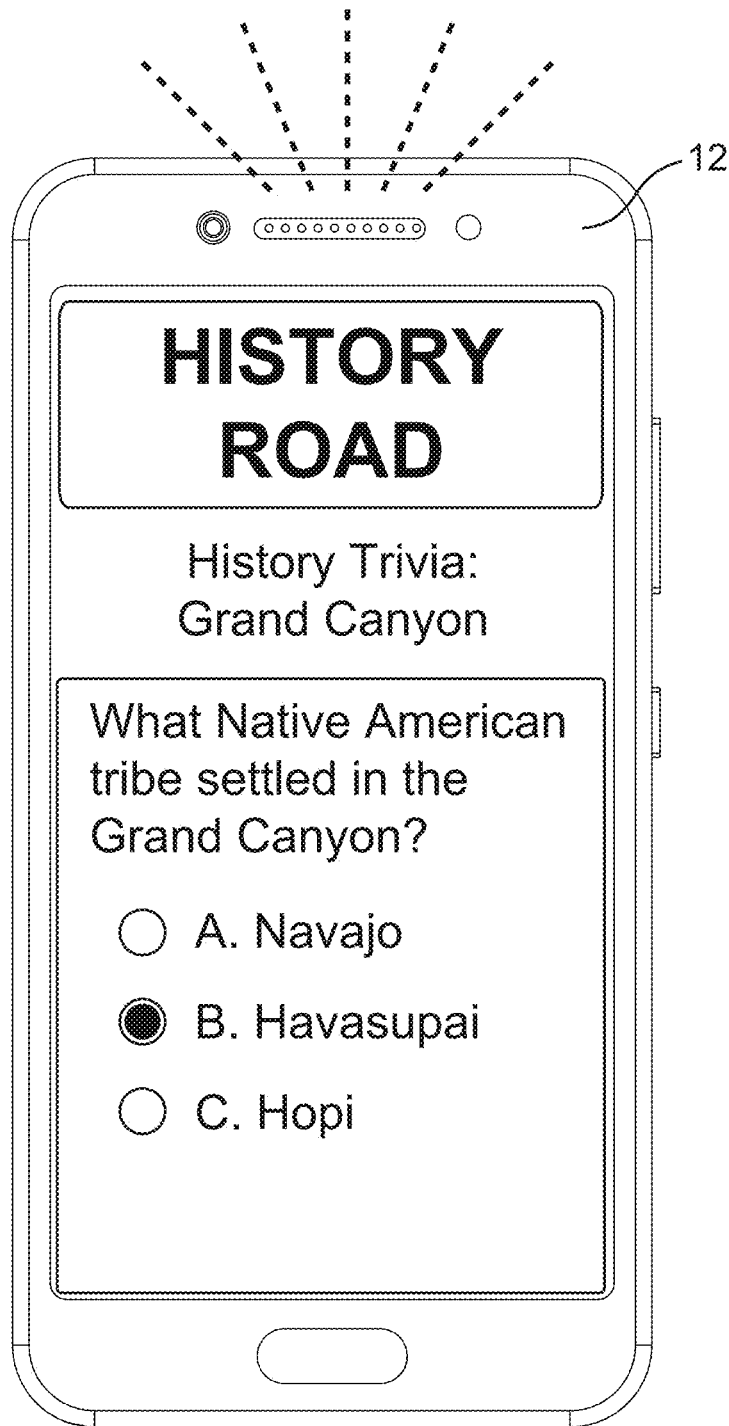 12
HISTORY
ROAD
History Trivia:
Grand Canyon
What Native American
tribe settled in the
Grand Canyon?
A. Navajo
B. Havasupai
C. Hopi